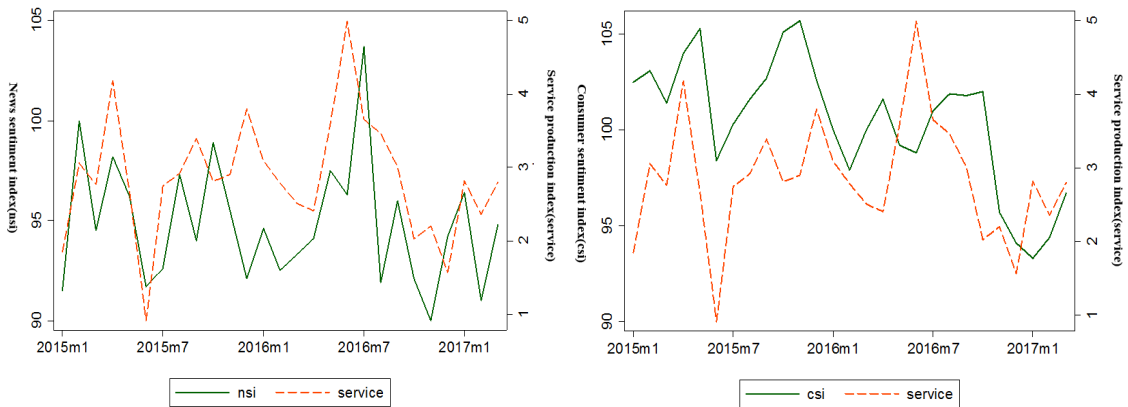 News sentiment index(nsi)
105
100
95
90
5
4
3
2
1
Service production index(service)
2015m1 2015m7 2016m1 2016m7 2017m1
nsi service
Consumer sentiment index(csi)
105
100
95
90
5
4
3
2
1
Service production index(service)
2015m1 2015m7 2016m1 2016m7 2017m1
csi service